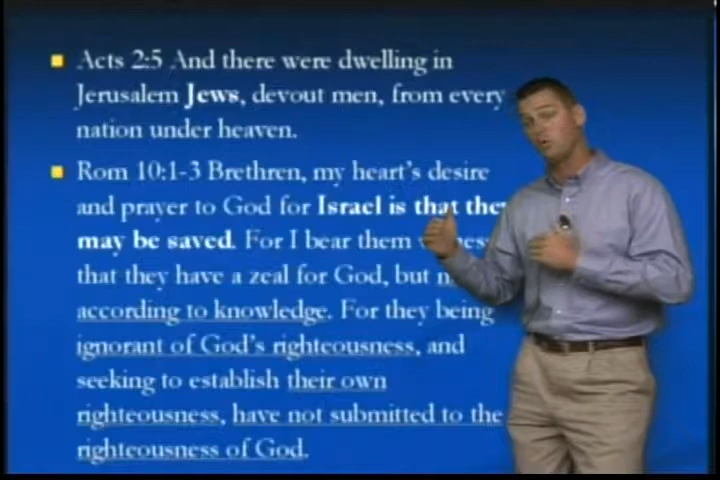 Acts 2:5 And there were dwelling in
Jerusalem Jews, devout men, from every
nation under heaven.
Rom 10:1-3 Brethren, my heart's desire
and prayer to God for Israel is that
may be saved. For I bear them
that they have a zeal for God, but
according to knowledge. For they being
ignorant of God's righteousness, and
seeking to establish their own
righteousness, have not submitted to the
righteousness of God.